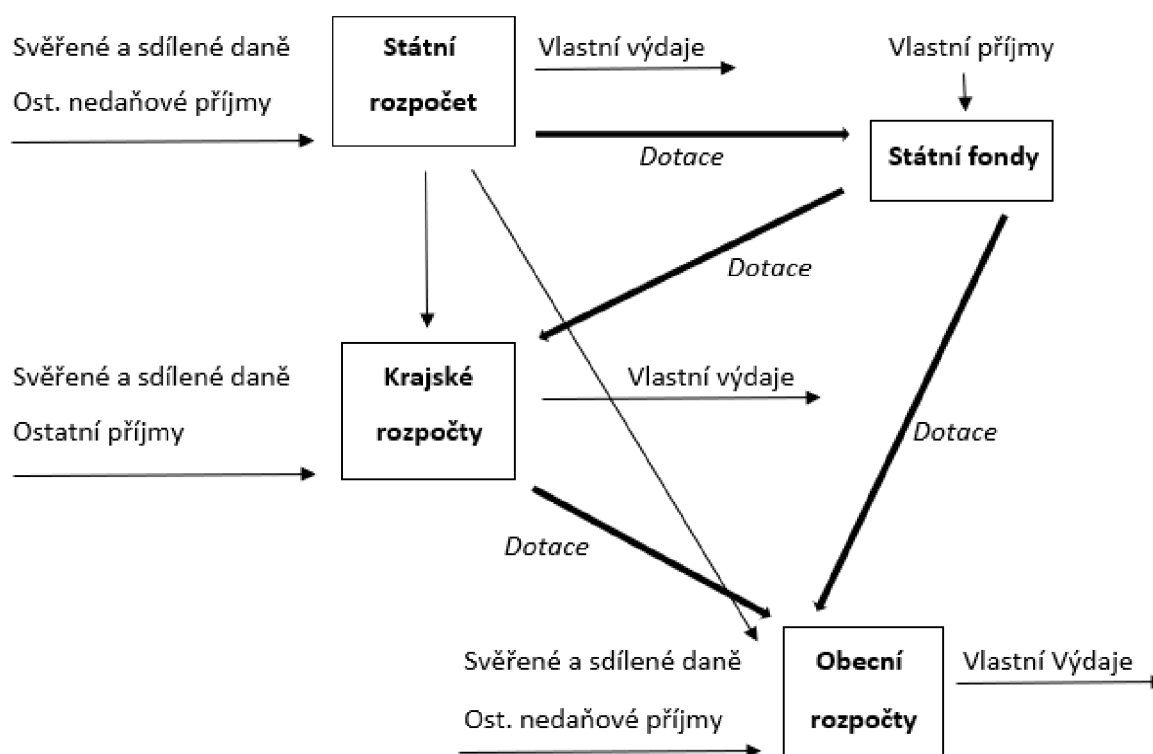 Svěřené a sdílené daně
Ost. nedaňové příjmy
Státní
rozpočet
Vlastní výdaje
Dotace
Vlastní příjmy
Státní fondy
Dotace
Svěřené a sdílené daně
Ostatní příjmy
Krajské
rozpočty
Vlastní výdaje
Dotace
Dotace
Svěřené a sdílené daně
Ost. nedaňové příjmy
Obecní
rozpočty
Vlastní Výdaje